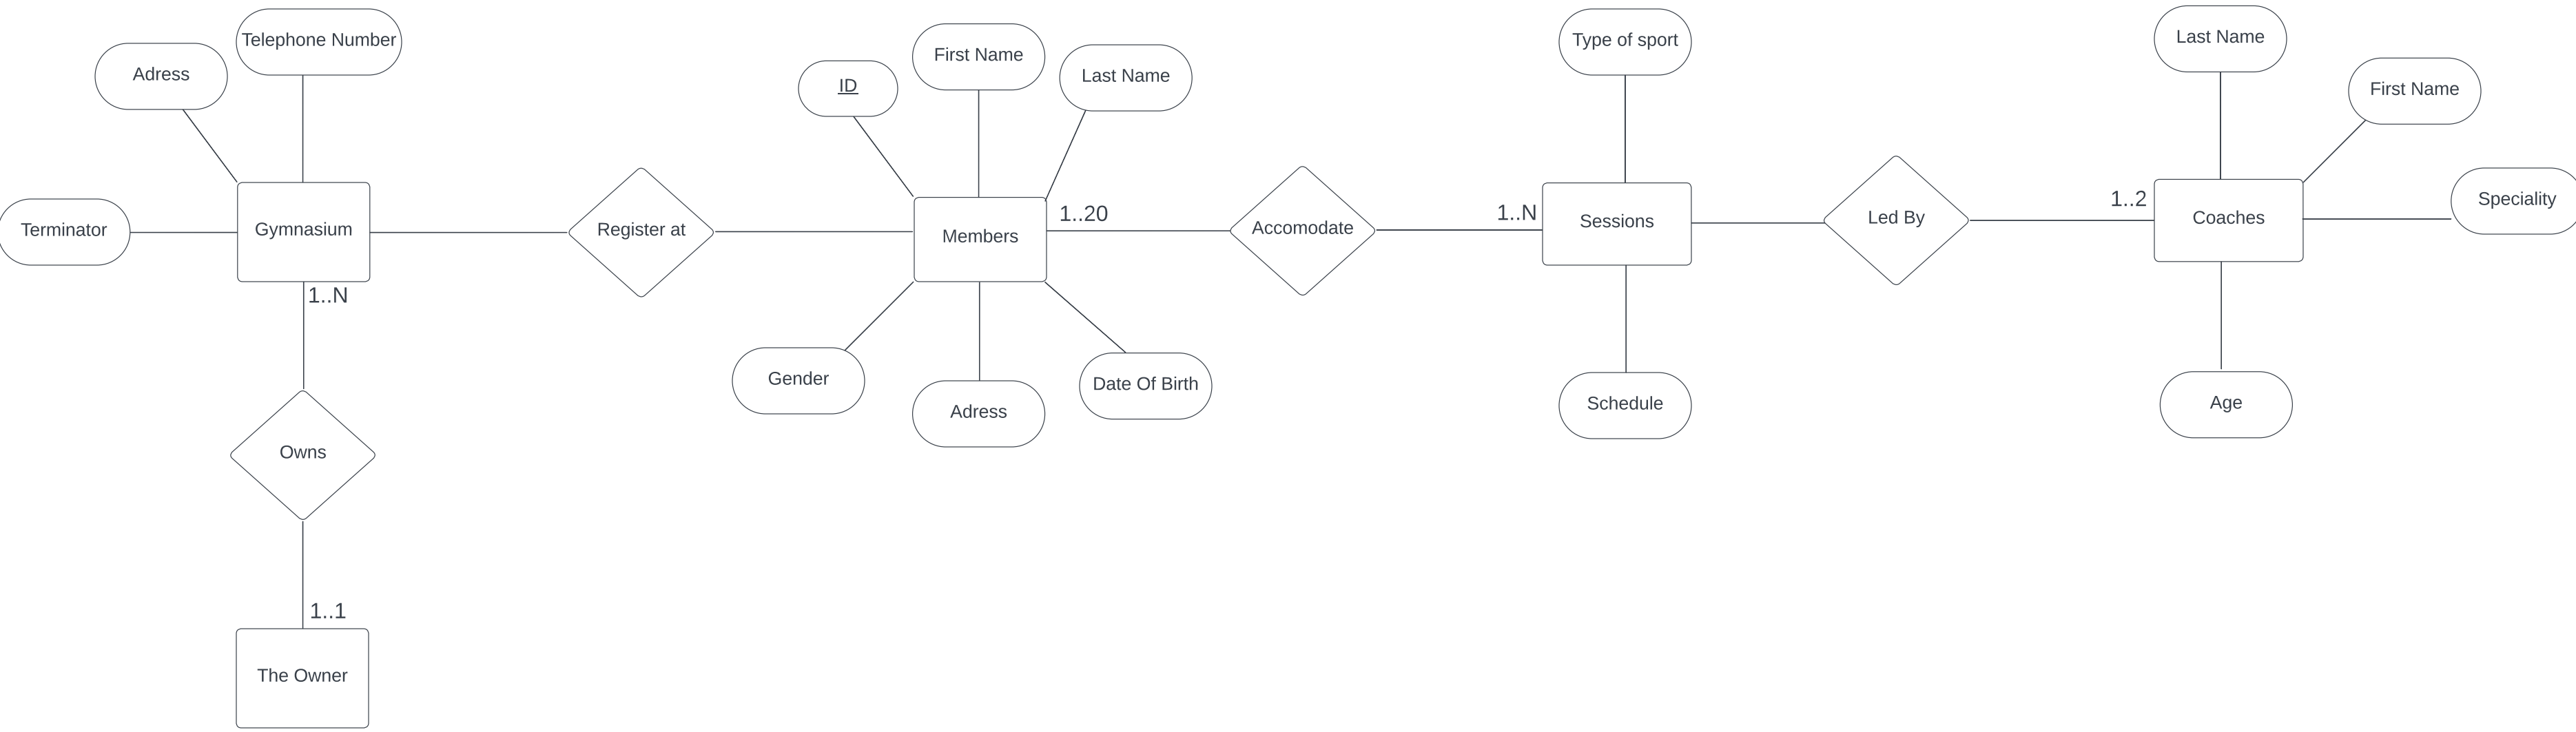 Telephone Number
Adress
Terminator
Gymnasium
1..N
Owns
1..1
The Owner
Register at
ID
First Name
Last Name
Members
1..20
Gender
Adress
Date Of Birth
Accomodate
1..N
Type of sport
Sessions
Schedule
Led By
1..2
Last Name
First Name
Speciality
Coaches
Age